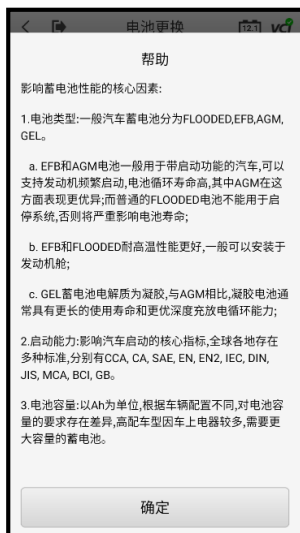 电池更换
12.1
VCI
帮助
影响蓄电池性能的核心因素:
1.电池类型:一般汽车蓄电池分为FLOODED,EFB,AGM,
GEL。
a. EFB和AGM电池一般用于带启动功能的汽车,可以
支持发动机频繁启动,电池循环寿命高,其中AGM在这
方面表现更优异;而普通的FLOODED电池不能用于启
停系统,否则将严重影响电池寿命;
b. EFB和FLOODED耐高温性能更好,一般可以安装于
发动机舱;
c. GEL蓄电池电解质为凝胶,与AGM相比,凝胶电池通
常具有更长的使用寿命和更优深度充放电循环能力;
2.启动能力:影响汽车启动的核心指标,全球各地存在
多种标准,分别有CCA, CA, SAE, EN, EN2, IEC, DIN,
JIS, MCA, BCI, GB。
3.电池容量:以Ah为单位,根据车辆配置不同,对电池容
量的要求存在差异,高配车型因车上电器较多,需要更
大容量的蓄电池。
确定